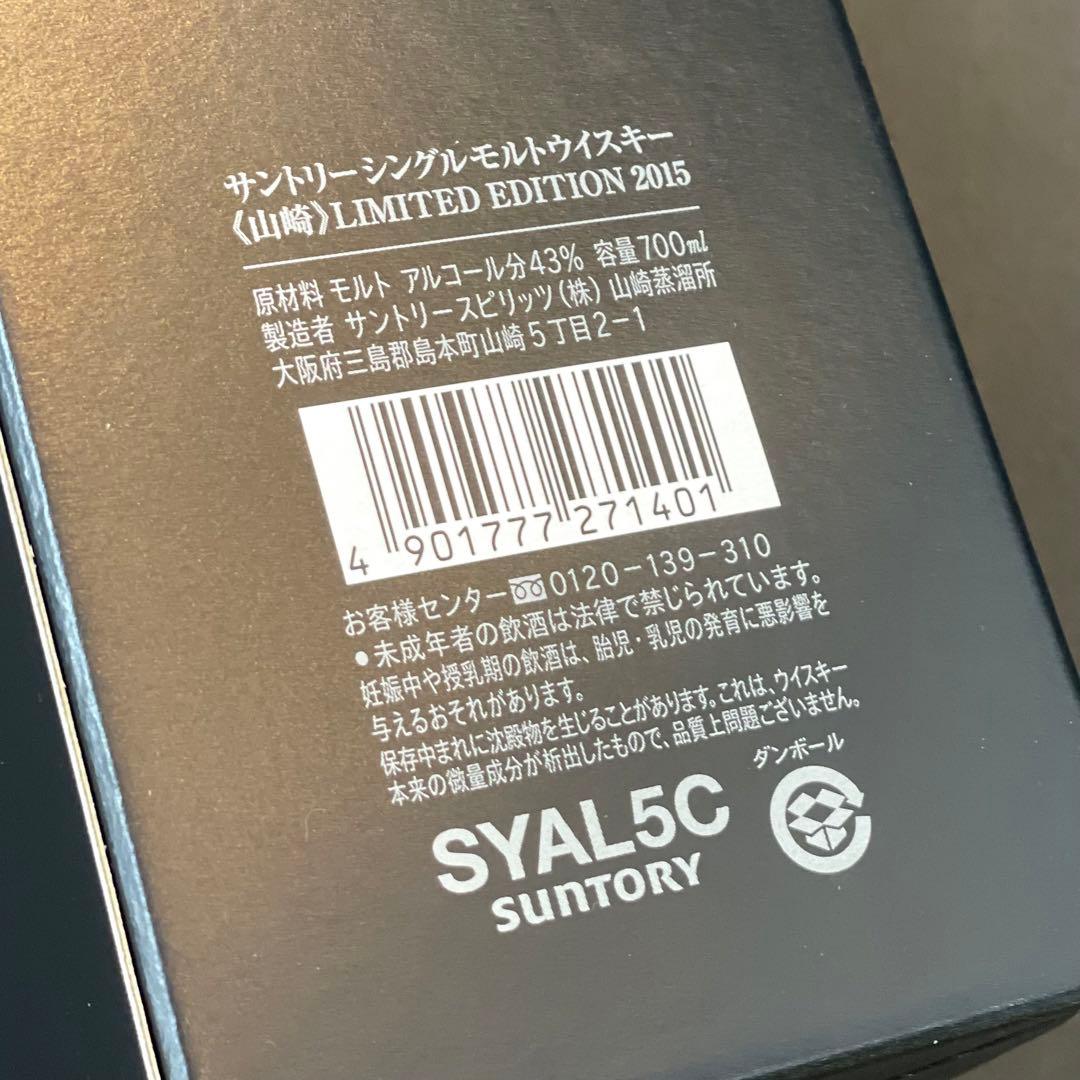 サントリーシングルモルトウイスキー
《山崎》LIMITED EDITION 2015
原材料 モルト アルコール分43% 容量700ml
製造者 サントリースピリッツ(株) 山崎蒸溜所
大阪府三島郡島本町山崎5丁目2-1
4 901777 271401
お客様センター 0120-139-310
●未成年者の飲酒は法律で禁じられています。
妊娠中や授乳期の飲酒は、胎児・乳児の発育に悪影響を
与えるおそれがあります。
保存中まれに沈殿物を生じることがあります。これは、ウイスキー
本来の微量成分が析出したもので、品質上問題ございません。
ダンボール
SYAL5C
SUNTORY